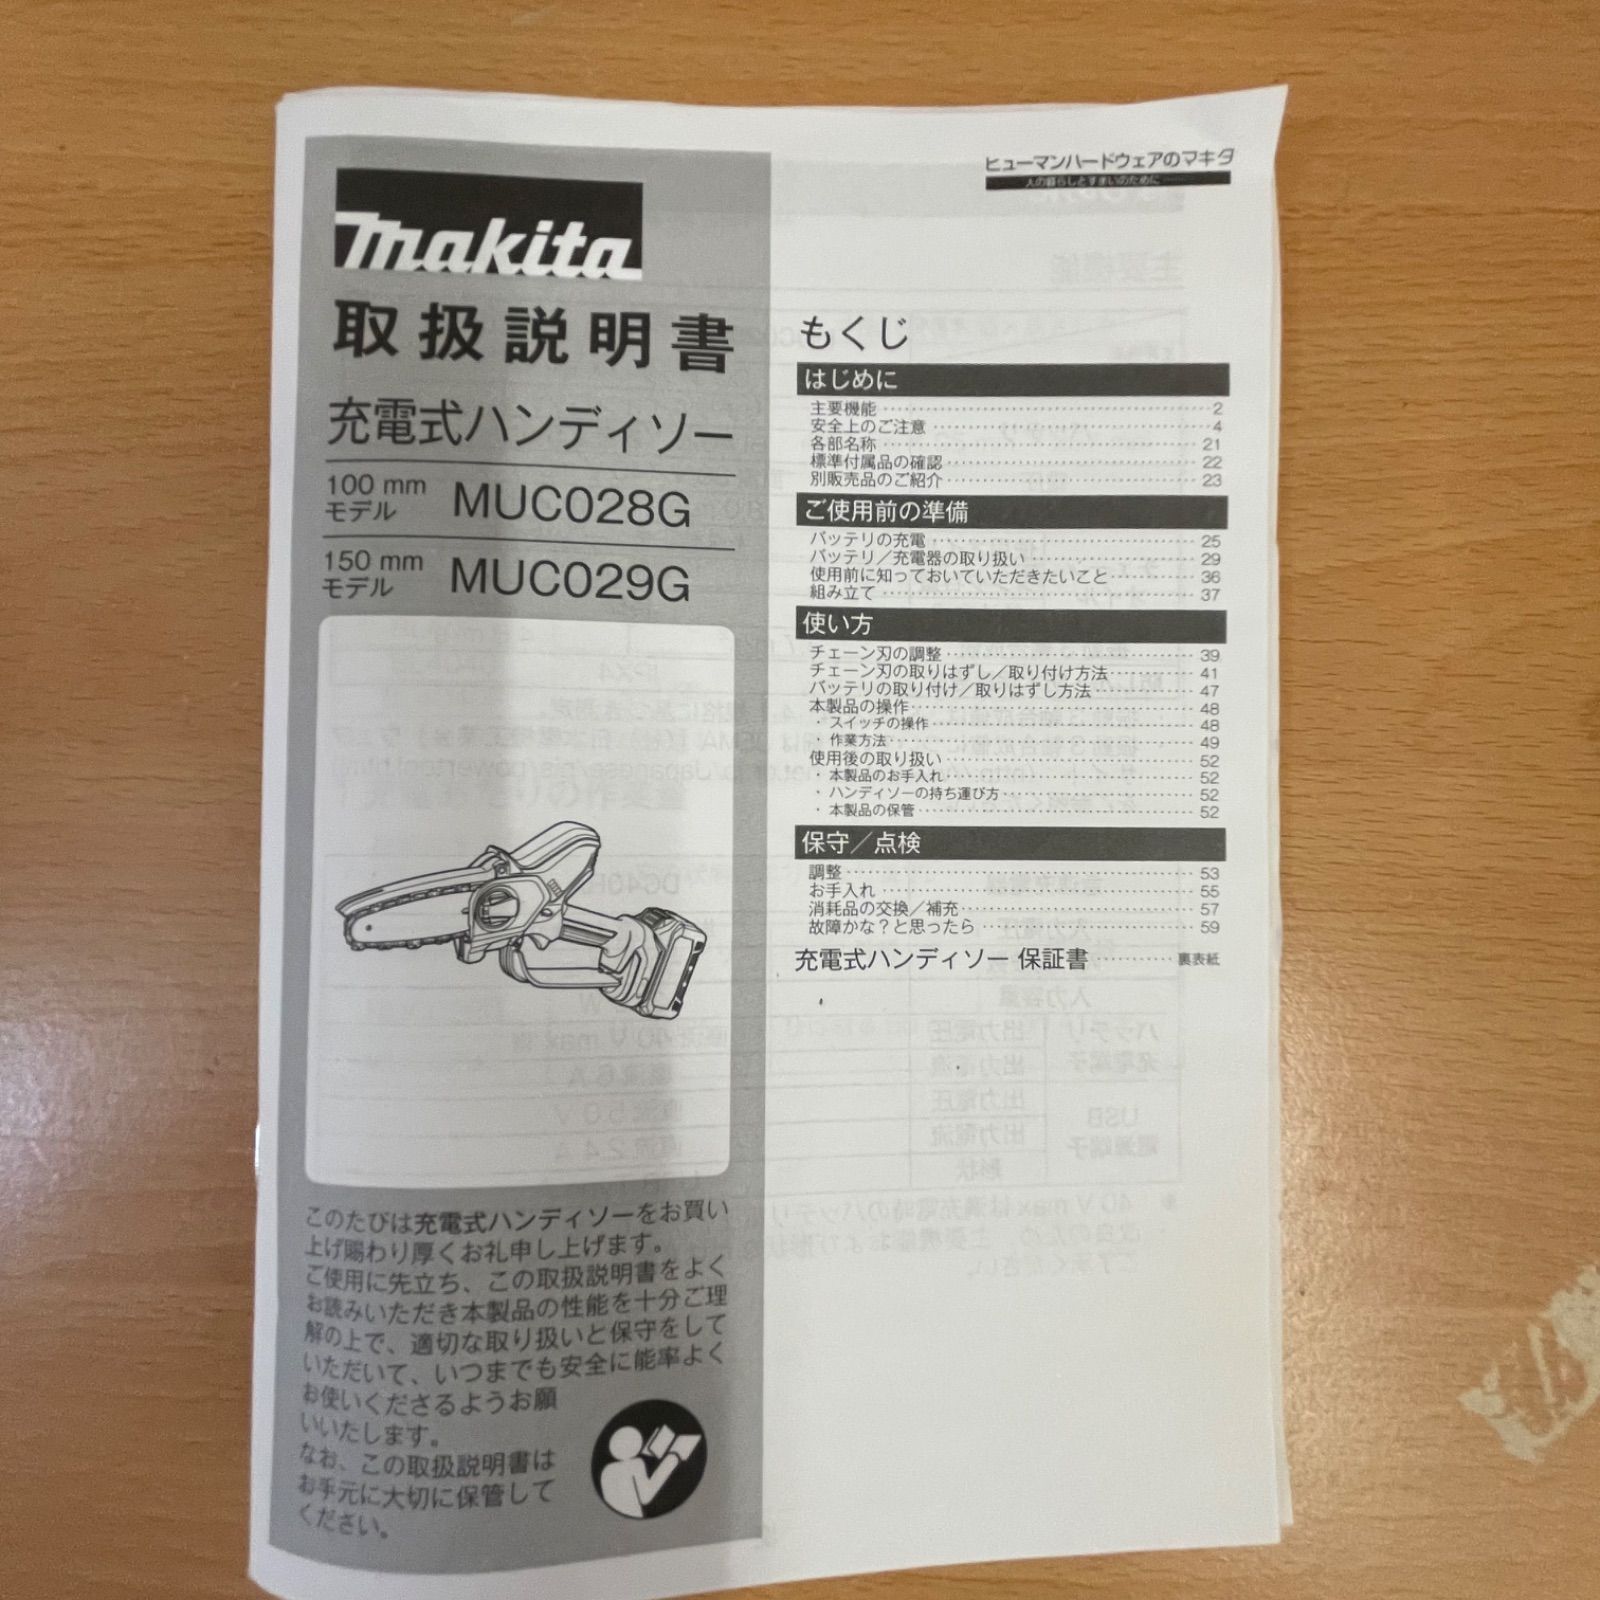 makita
取扱説明書
充電式ハンディソー
100 mm モデル MUC028G
150 mm モデル MUC029G
このたびは充電式ハンディソーをお買い
上げ賜わり厚くお礼申し上げます。
ご使用に先立ち、この取扱説明書をよく
お読みいただき本製品の性能を十分ご理
解の上で、適切な取り扱いと保守をして
いただいて、いつまでも安全に能率よく
お使いくださるようお願
いいたします。
なお、この取扱説明書は
お手元に大切に保管して
ください。
ヒューマンハードウェアのマキタ
人の暮らしとすまいのために
もくじ
はじめに
主要機能 2
安全上のご注意 4
各部名称 21
標準付属品の確認 22
別販売品のご紹介 23
ご使用前の準備
バッテリの充電 25
バッテリ／充電器の取り扱い 29
使用前に知っておいていただきたいこと 36
組み立て 37
使い方
チェーン刃の調整 39
チェーン刃の取りはずし／取り付け方法 41
バッテリの取り付け／取りはずし方法 47
本製品の操作 48
・スイッチの操作 48
・作業方法 49
使用後の取り扱い 52
・本製品のお手入れ 52
・ハンディソーの持ち運び方 52
・本製品の保管 52
保守／点検
調整 53
お手入れ 55
消耗品の交換／補充 57
故障かな？と思ったら 59
充電式ハンディソー 保証書 裏表紙